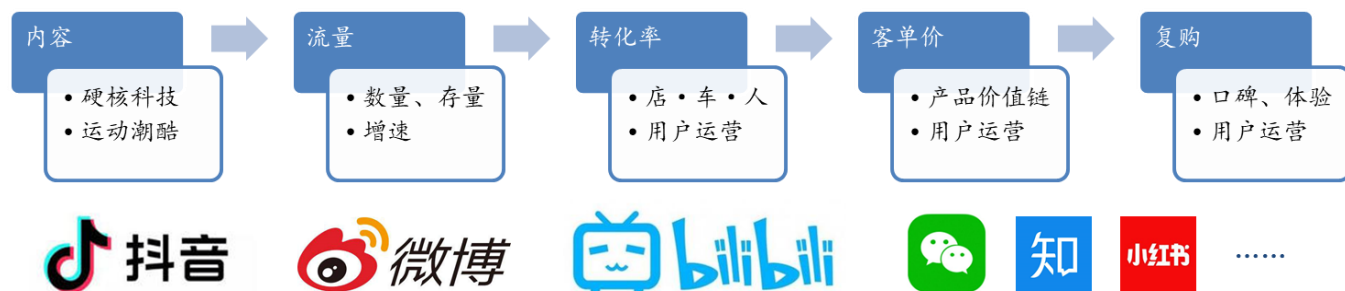 内容
• 硬核科技
• 运动潮酷
流量
• 数量、存量
• 增速
转化率
• 店·车·人
• 用户运营
客单价
• 产品价值链
• 用户运营
复购
• 口碑、体验
• 用户运营
抖音
微博
bilibili
知
小红书
……